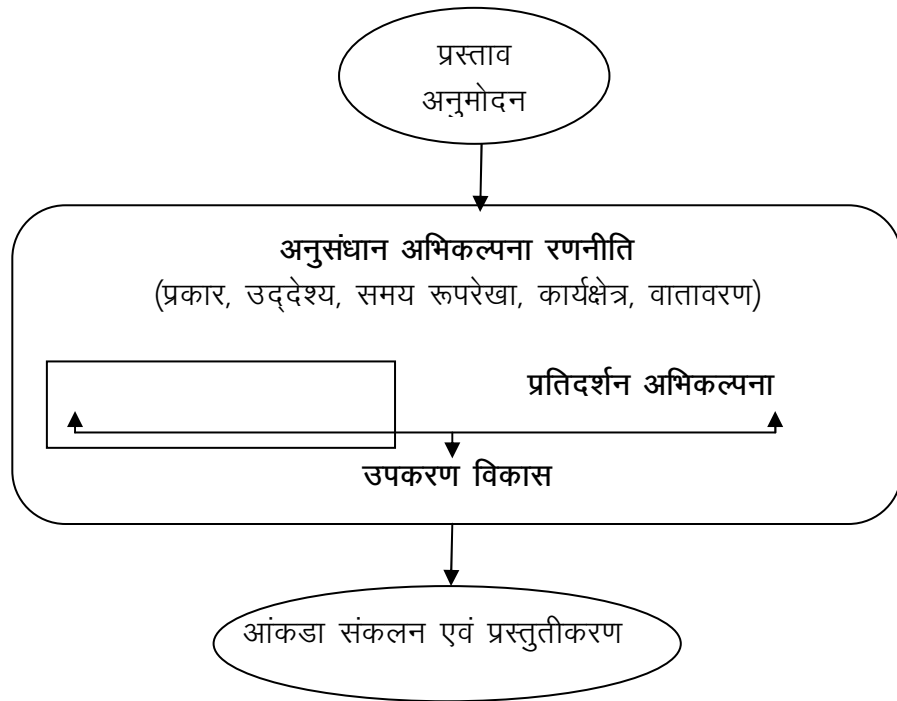 प्रस्ताव
अनुमोदन
अनुसंधान अभिकल्पना रणनीति
(प्रकार, उद्‌देश्य, समय रूपरेखा, कार्यक्षेत्र, वातावरण)
प्रतिदर्शन अभिकल्पना
उपकरण विकास
आंकडा संकलन एवं प्रस्तुतीकरण